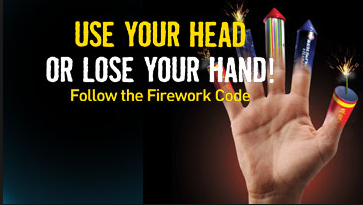 USE YOUR HEAD
OR LOSE YOUR HAND!
Follow the Firework Code